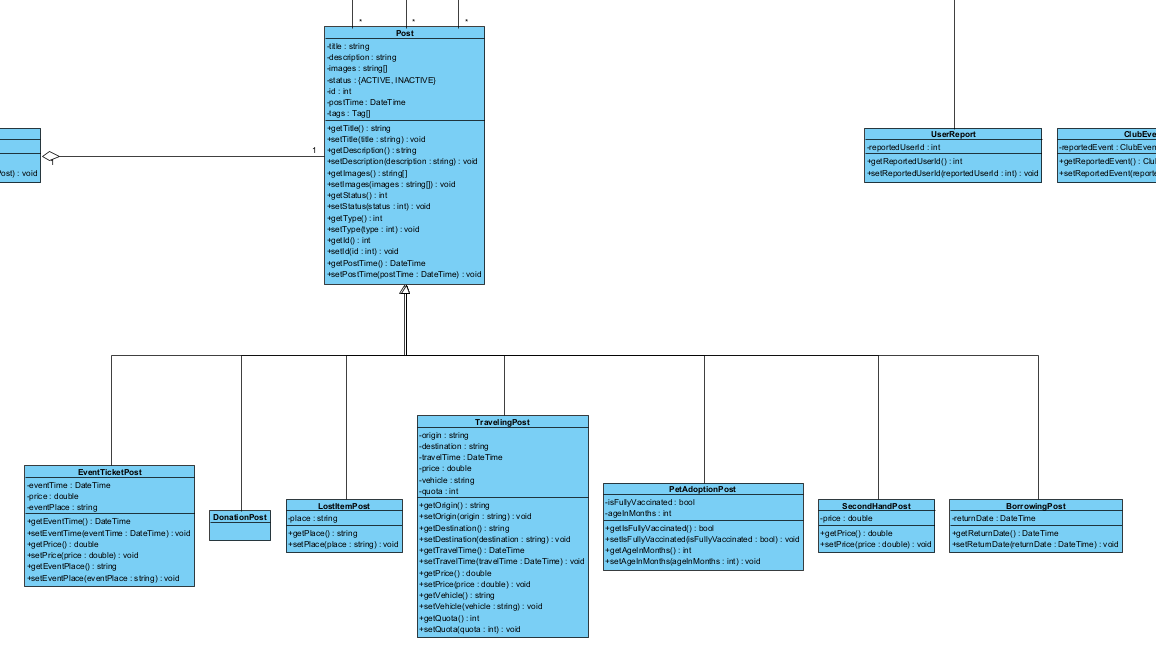 * * *
Post
-title : string
-description : string
-images : string[]
-status : {ACTIVE, INACTIVE}
-id : int
-postTime : DateTime
-tags : Tag[]
+getTitle() : string
+setTitle(title : string) : void
+getDescription() : string
+setDescription(description : string) : void
+getImages() : string[]
+setImages(images : string[]) : void
+getStatus() : int
+setStatus(status : int) : void
+getType() : int
+setType(type : int) : void
+getId() : int
+setId(id : int) : void
+getPostTime() : DateTime
+setPostTime(postTime : DateTime) : void
Post) : void
1
1
UserReport
-reportedUserId : int
+getReportedUserId() : int
+setReportedUserId(reportedUserId : int) : void
ClubEve
-reportedEvent : ClubEven
+getReportedEvent() : Clu
+setReportedEvent(reporte
EventTicketPost
-eventTime : DateTime
-price : double
-eventPlace : string
+getEventTime() : DateTime
+setEventTime(eventTime : DateTime) : void
+getPrice() : double
+setPrice(price : double) : void
+getEventPlace() : string
+setEventPlace(eventPlace : string) : void
DonationPost
LostItemPost
-place : string
+getPlace() : string
+setPlace(place : string) : void
TravelingPost
-origin : string
-destination : string
-travelTime : DateTime
-price : double
-vehicle : string
-quota : int
+getOrigin() : string
+setOrigin(origin : string) : void
+getDestination() : string
+setDestination(destination : string) : void
+getTravelTime() : DateTime
+setTravelTime(travelTime : DateTime) : void
+getPrice() : double
+setPrice(price : double) : void
+getVehicle() : string
+setVehicle(vehicle : string) : void
+getQuota() : int
+setQuota(quota : int) : void
PetAdoptionPost
-isFullyVaccinated : bool
-ageInMonths : int
+getIsFullyVaccinated() : bool
+setIsFullyVaccinated(isFullyVaccinated : bool) : void
+getAgeInMonths() : int
+setAgeInMonths(ageInMonths : int) : void
SecondHandPost
-price : double
+getPrice() : double
+setPrice(price : double) : void
BorrowingPost
-returnDate : DateTime
+getReturnDate() : DateTime
+setReturnDate(returnDate : DateTime) : void